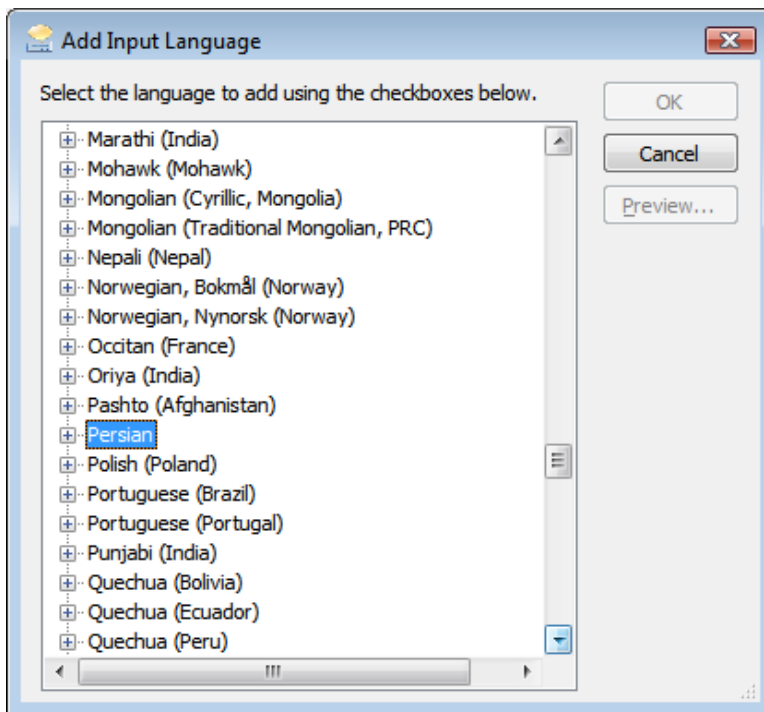 Add Input Language
Select the language to add using the checkboxes below.
OK
Cancel
Preview...
Marathi (India)
Mohawk (Mohawk)
Mongolian (Cyrillic, Mongolia)
Mongolian (Traditional Mongolian, PRC)
Nepali (Nepal)
Norwegian, Bokmål (Norway)
Norwegian, Nynorsk (Norway)
Occitan (France)
Oriya (India)
Pashto (Afghanistan)
Persian
Polish (Poland)
Portuguese (Brazil)
Portuguese (Portugal)
Punjabi (India)
Quechua (Bolivia)
Quechua (Ecuador)
Quechua (Peru)